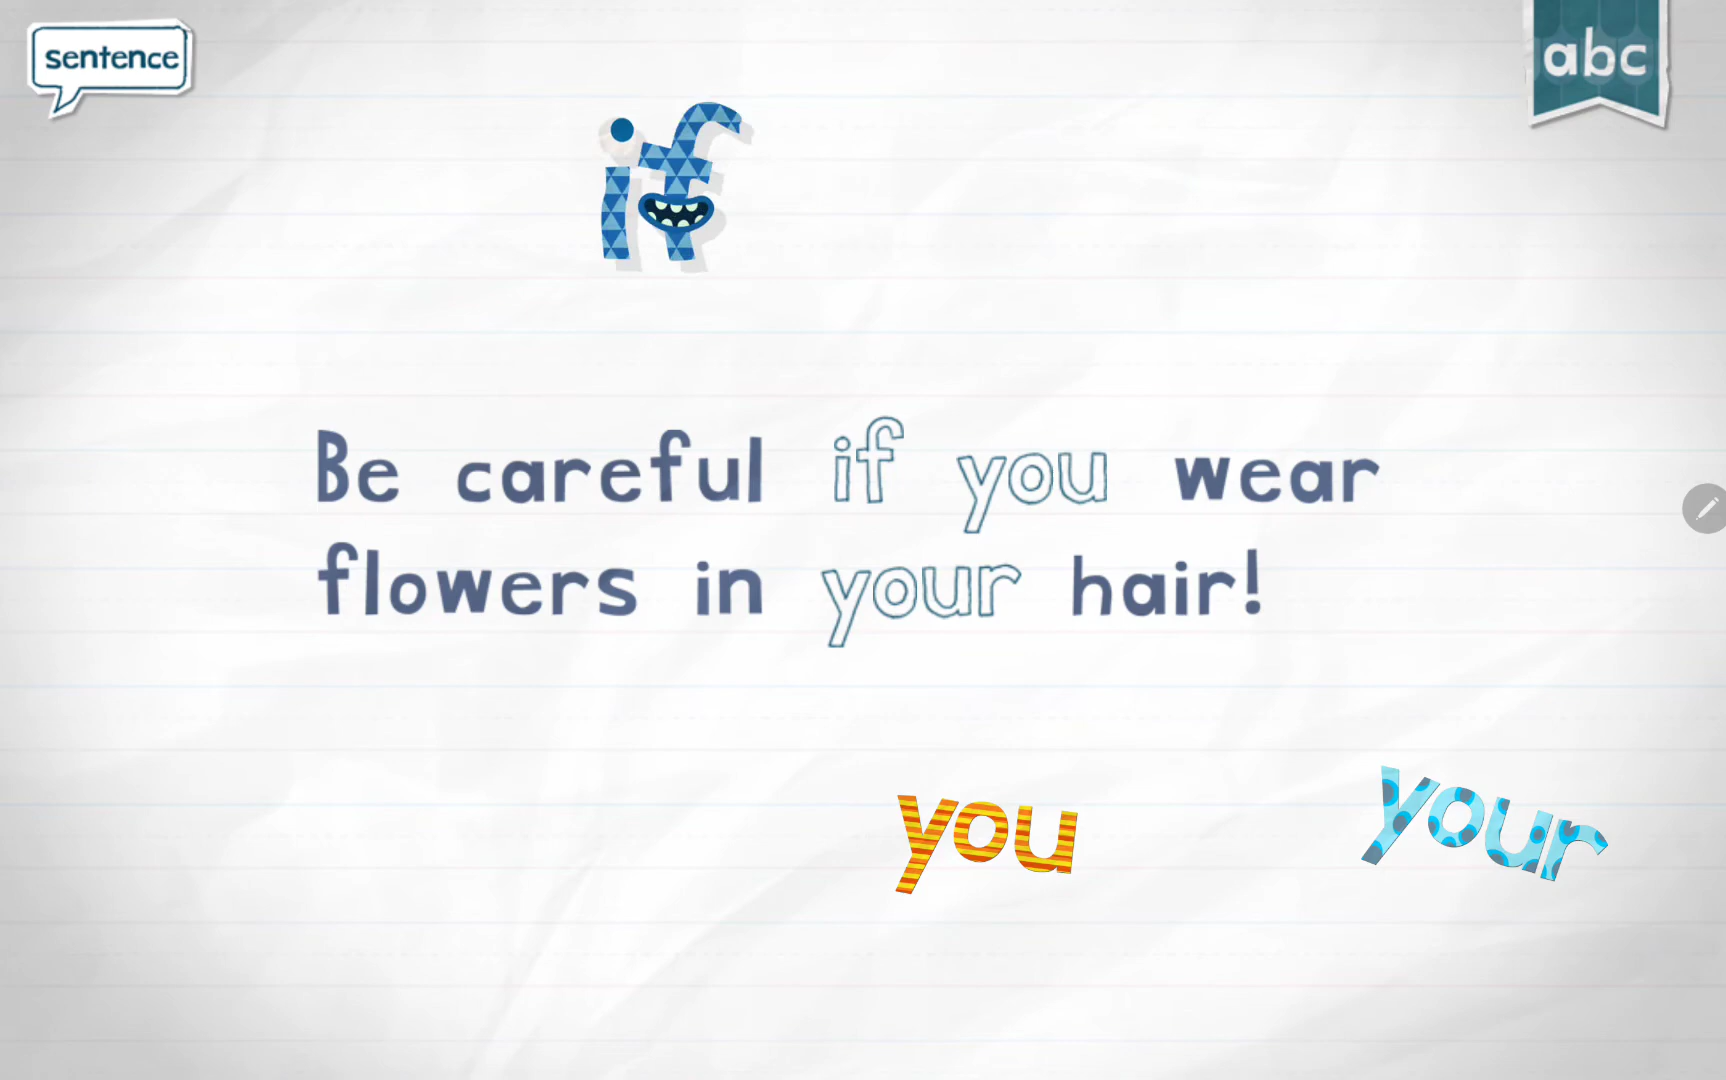 sentence
abc
if
Be careful if you wear
flowers in your hair!
you
your